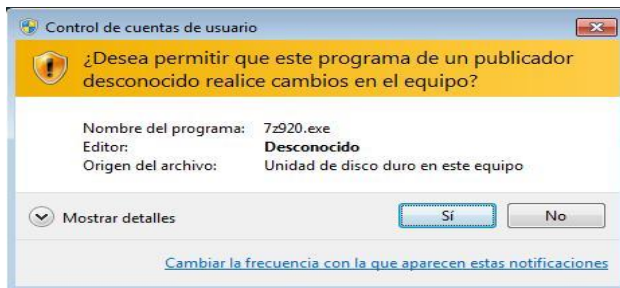 Control de cuentas de usuario
¿Desea permitir que este programa de un publicador
desconocido realice cambios en el equipo?
Nombre del programa: 7z920.exe
Editor: Desconocido
Origen del archivo: Unidad de disco duro en este equipo
Mostrar detalles Sí No
Cambiar la frecuencia con la que aparecen estas notificaciones